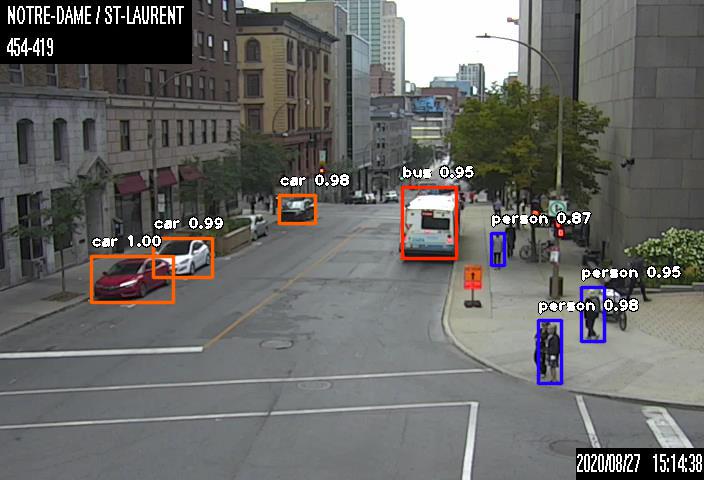 NOTRE-DAME / ST-LAURENT
454-419
bus 0.95
car 0.98
person 0.87
car 0.99
car 1.00
person 0.95
person 0.98
2020/08/27 15:14:38